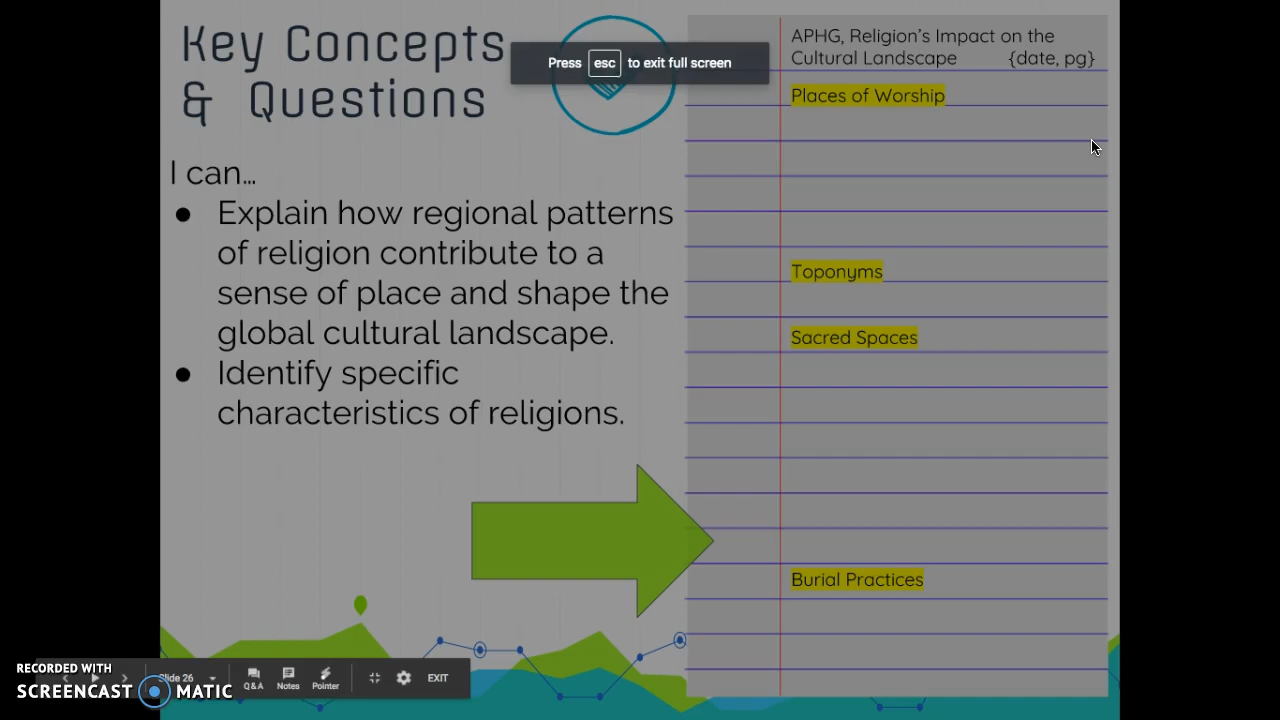 Key Concepts
& Questions
Press esc to exit full screen
I can…
● Explain how regional patterns
of religion contribute to a
sense of place and shape the
global cultural landscape.
● Identify specific
characteristics of religions.
APHG, Religion's Impact on the
Cultural Landscape {date, pg}
Places of Worship
Toponyms
Sacred Spaces
Burial Practices
RECORDED WITH
SCREENCAST MATIC
Slide 26
Q&A
Notes
Pointer
EXIT